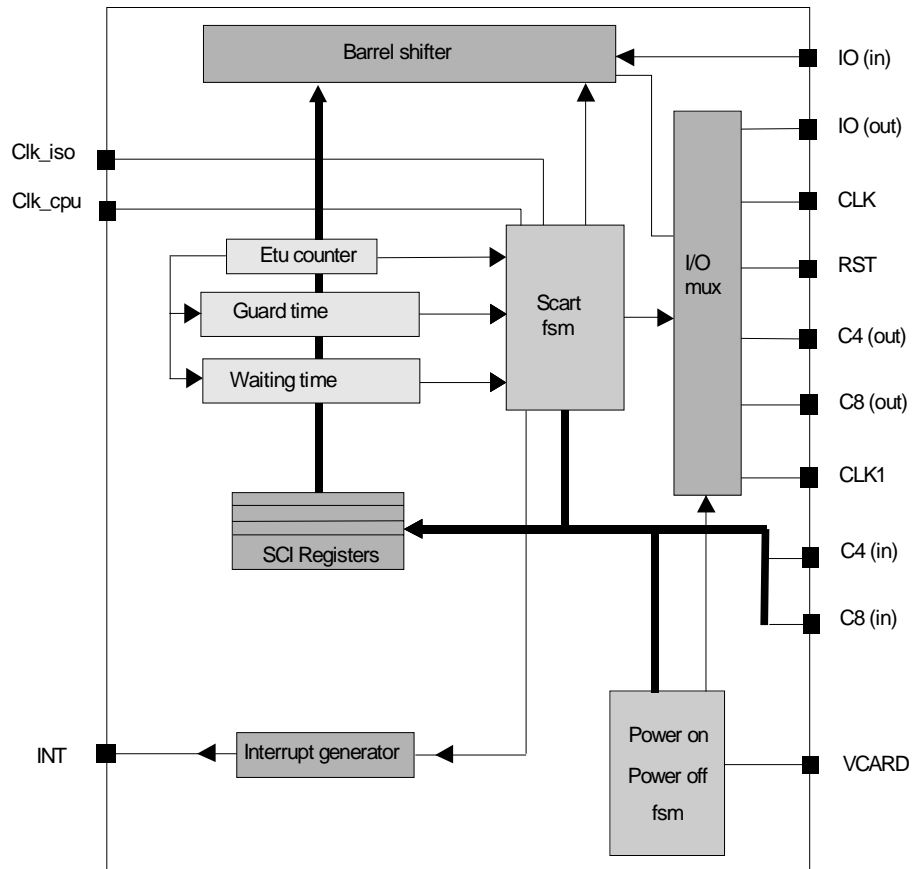 Barrel shifter
IO (in)
IO (out)
Clk_iso
Clk_cpu
CLK
Etu counter
I/O
mux
RST
Guard time
Scart
fsm
C4 (out)
Waiting time
C8 (out)
CLK1
SCI Registers
C4 (in)
C8 (in)
INT
Interrupt generator
Power on
Power off
fsm
VCARD